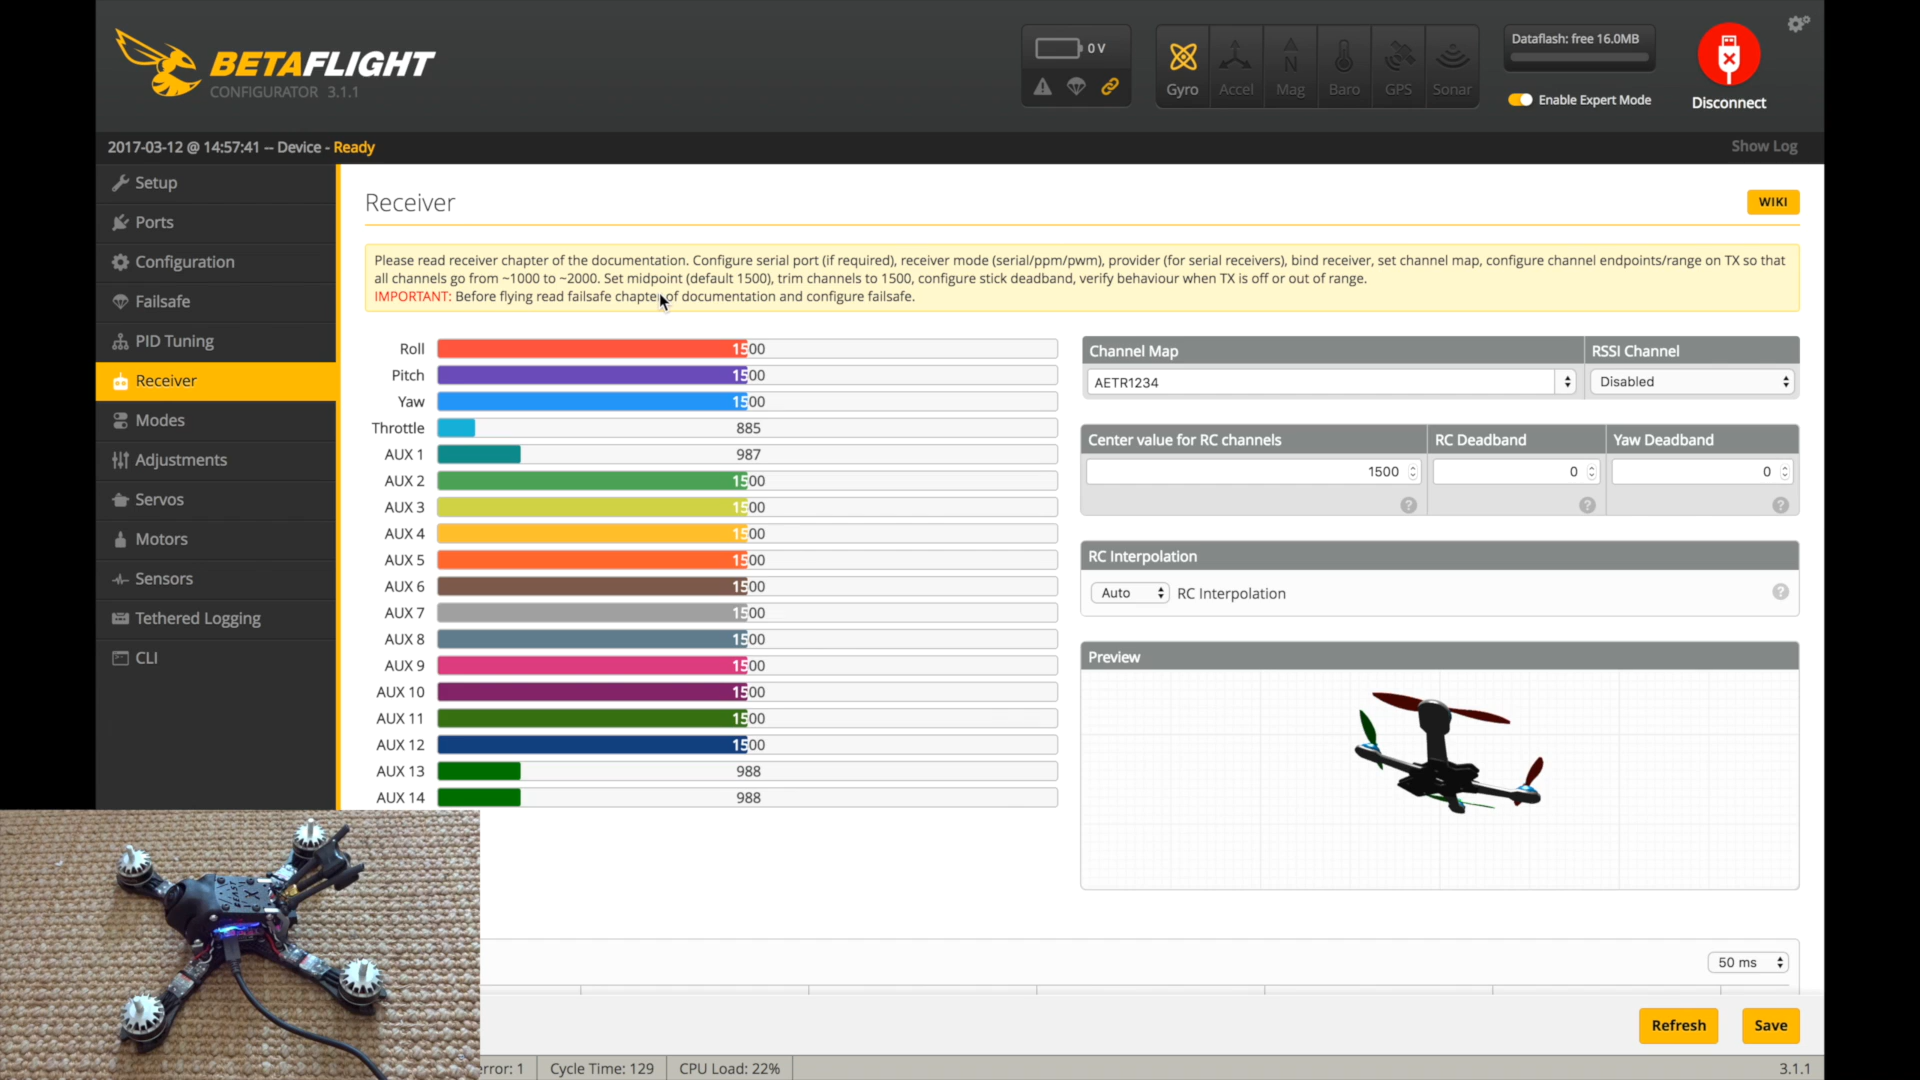 BETAFLIGHT
CONFIGURATOR 3.1.1
0 V
Gyro
Accel
Mag
Baro
GPS
Sonar
Dataflash: free 16.0MB
Enable Expert Mode
Disconnect
2017-03-12 @ 14:57:41 -- Device - Ready
Show Log
Setup
Ports
Configuration
Failsafe
PID Tuning
Receiver
Modes
Adjustments
Servos
Motors
Sensors
Tethered Logging
CLI
Receiver
WIKI
Please read receiver chapter of the documentation. Configure serial port (if required), receiver mode (serial/ppm/pwm), provider (for serial receivers), bind receiver, set channel map, configure channel endpoints/range on TX so that
all channels go from ~1000 to ~2000. Set midpoint (default 1500), trim channels to 1500, configure stick deadband, verify behaviour when TX is off or out of range.
IMPORTANT: Before flying read failsafe chapter of documentation and configure failsafe.
Roll 1500
Pitch 1500
Yaw 1500
Throttle 885
AUX 1 987
AUX 2 1500
AUX 3 1500
AUX 4 1500
AUX 5 1500
AUX 6 1500
AUX 7 1500
AUX 8 1500
AUX 9 1500
AUX 10 1500
AUX 11 1500
AUX 12 1500
AUX 13 988
AUX 14 988
Channel Map
RSSI Channel
AETR1234
Disabled
Center value for RC channels
RC Deadband
Yaw Deadband
1500
0
0
RC Interpolation
Auto
RC Interpolation
Preview
50 ms
Refresh
Save
error: 1
Cycle Time: 129
CPU Load: 22%
3.1.1